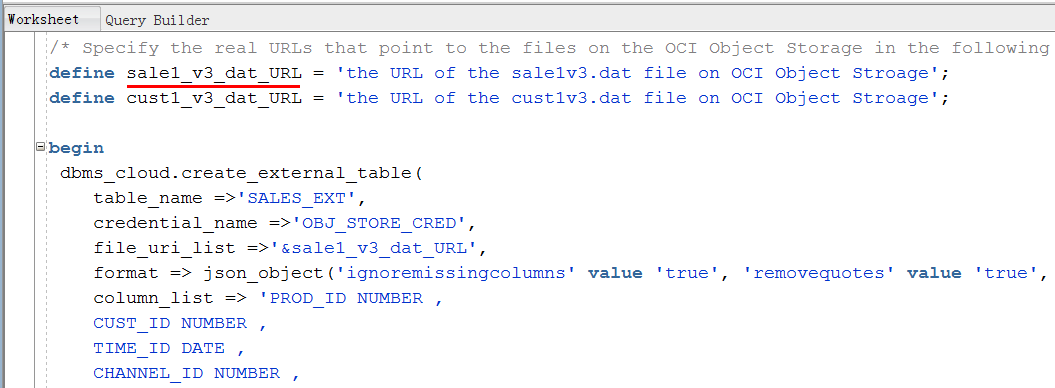 Worksheet Query Builder
/* Specify the real URLs that point to the files on the OCI Object Storage in the following
define sale1_v3_dat_URL = 'the URL of the sale1v3.dat file on OCI Object Stroage';
define cust1_v3_dat_URL = 'the URL of the cust1v3.dat file on OCI Object Stroage';
begin
dbms_cloud.create_external_table(
table_name =>'SALES_EXT',
credential_name =>'OBJ_STORE_CRED',
file_uri_list =>'&sale1_v3_dat_URL',
format => json_object('ignoremissingcolumns' value 'true', 'removequotes' value 'true',
column_list => 'PROD_ID NUMBER ,
CUST_ID NUMBER ,
TIME_ID DATE ,
CHANNEL_ID NUMBER ,